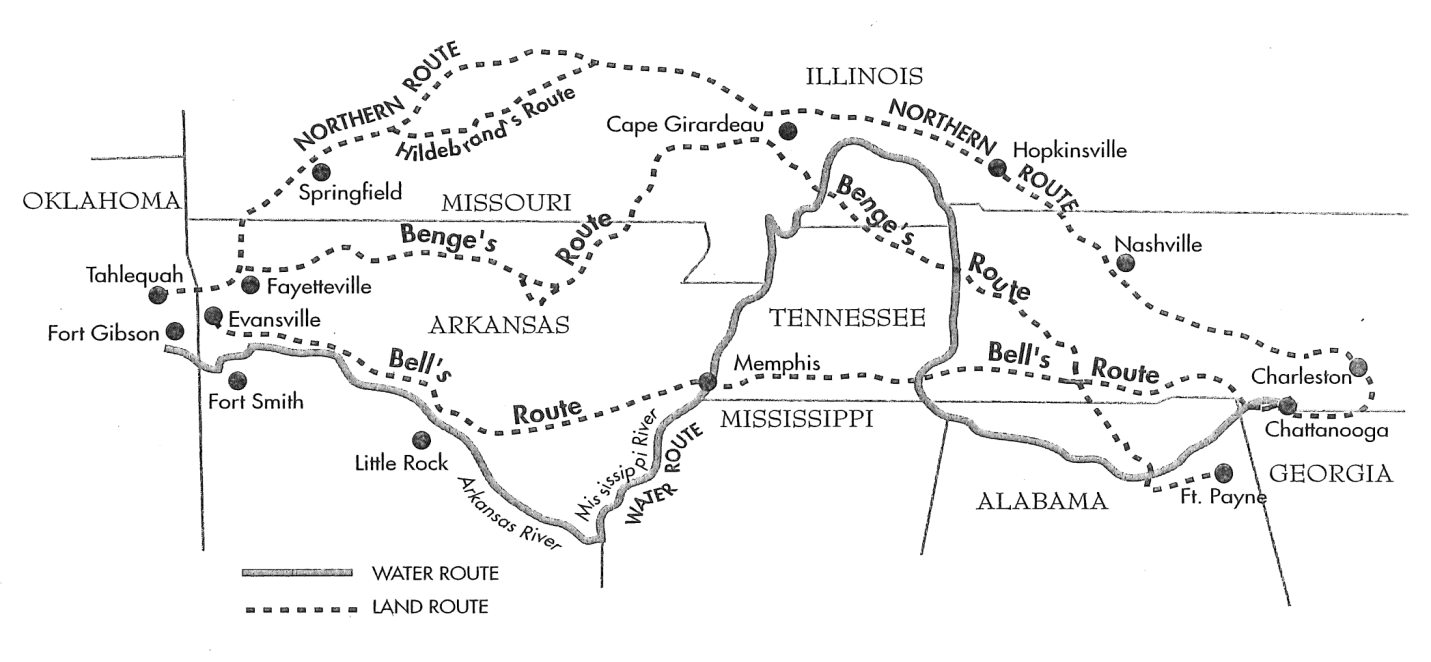 ILLINOIS
NORTHERN ROUTE
Hildebrand's Route
Cape Girardeau
NORTHERN
ROUTE
Hopkinsville
Springfield
OKLAHOMA
MISSOURI
Benge's
Route
Benge's
Route
Nashville
Tahlequah
Fayetteville
Evansville
Fort Gibson
ARKANSAS
TENNESSEE
Bell's
Route
Memphis
Bell's
Route
Charleston
Fort Smith
MISSISSIPPI
Chattanooga
Little Rock
Mississippi River
WATER ROUTE
Arkansas River
GEORGIA
ALABAMA
Ft. Payne
WATER ROUTE
LAND ROUTE